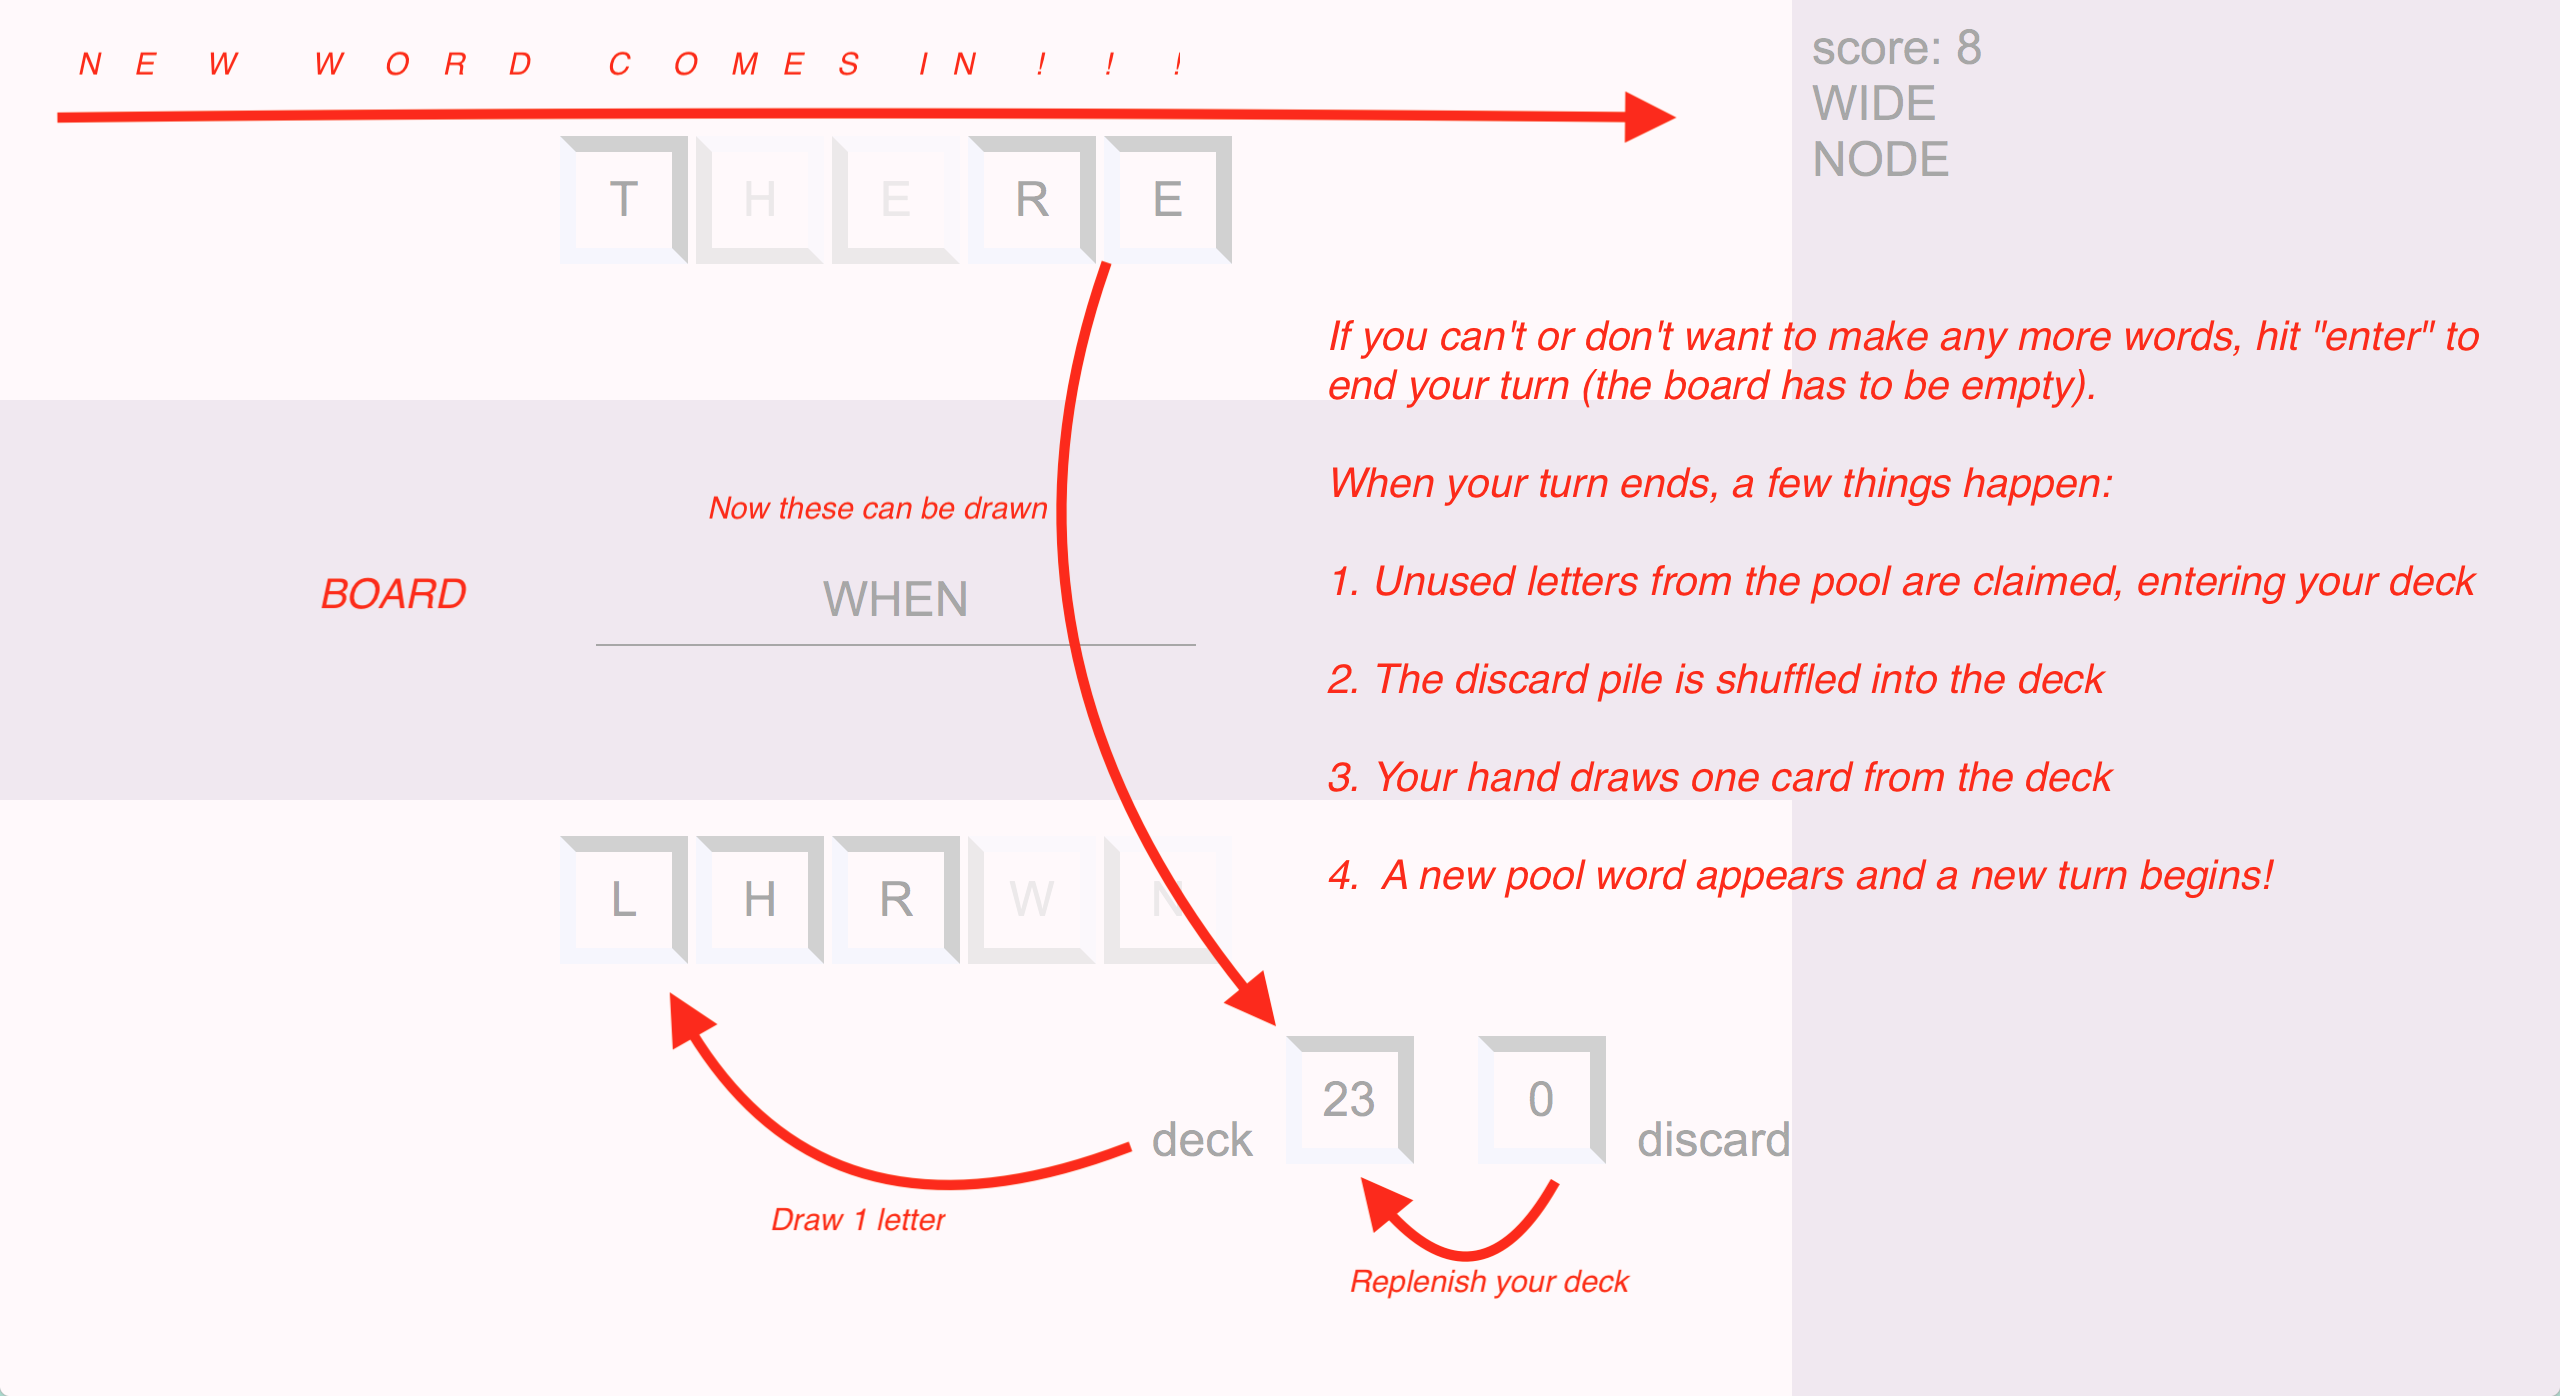 N E W W O R D C O M E S I N ! ! !
score: 8
WIDE
NODE
T H E R E
If you can't or don't want to make any more words, hit "enter" to
end your turn (the board has to be empty).
When your turn ends, a few things happen:
Now these can be drawn
BOARD
WHEN
1. Unused letters from the pool are claimed, entering your deck
2. The discard pile is shuffled into the deck
3. Your hand draws one card from the deck
4. A new pool word appears and a new turn begins!
L H R W N
deck
23
0
discard
Draw 1 letter
Replenish your deck